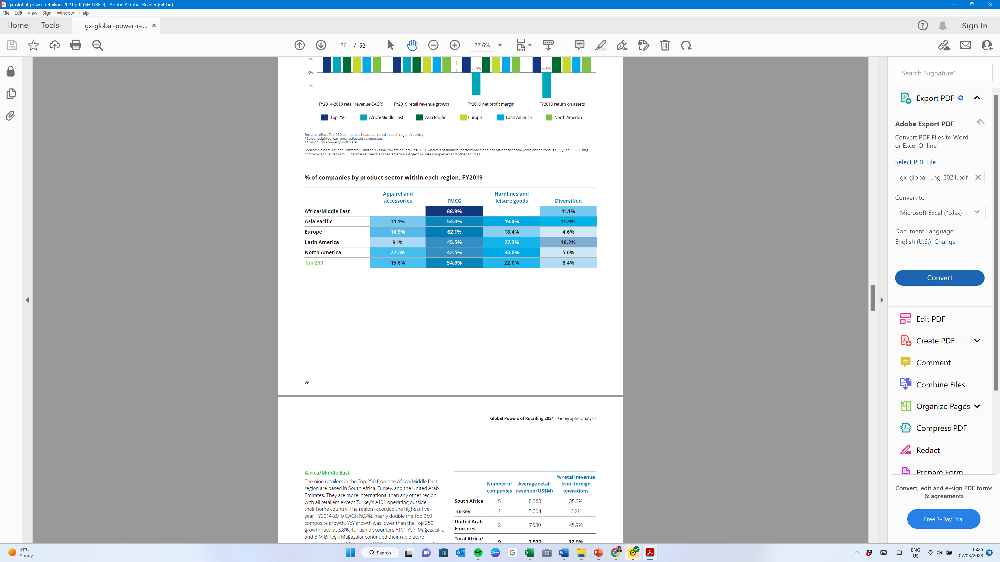 gx-global-power-retailing-2021.pdf (SECURED) - Adobe Acrobat Reader (64-bit)
File Edit View Sign Window Help
Home Tools gx-global-power-re... Sign In
26 / 52 77.6%
2%
0%
-2%
-3.3%
-3.8%
FY2014-2019 retail revenue CAGR² FY2019 retail revenue growth FY2019 net profit margin FY2019 return on assets
Top 250 Africa/Middle East Asia Pacific Europe Latin America North America
Results reflect Top 250 companies headquartered in each region/country
¹ Sales-weighted, currency-adjusted composites
² Compound annual growth rate
Source: Deloitte Touche Tohmatsu Limited. Global Powers of Retailing 2021. Analysis of financial performance and operations for fiscal years ended through 30 June 2020 using
company annual reports, Supermarket News, Forbes America's largest private companies and other sources.
% of companies by product sector within each region, FY2019
Apparel and accessories FMCG Hardlines and leisure goods Diversified
Africa/Middle East 88.9% 11.1%
Asia Pacific 11.1% 54.0% 19.0% 15.9%
Europe 14.9% 62.1% 18.4% 4.6%
Latin America 9.1% 45.5% 27.3% 18.2%
North America 22.5% 42.5% 30.0% 5.0%
Top 250 15.6% 54.0% 22.0% 8.4%
26
Global Powers of Retailing 2021 | Geographic analysis
Africa/Middle East
The nine retailers in the Top 250 from the Africa/Middle East
region are based in South Africa, Turkey, and the United Arab
Emirates. They are more international than any other region,
with all retailers except Turkey's A101 operating outside
their home country. The region recorded the highest five-
year FY2014-2019 CAGR (9.3%), nearly double the Top 250
composite growth. YoY growth was lower than the Top 250
growth rate, at 3.8%. Turkish discounters A101 Yeni Mağazacılık,
and BİM Birleşik Mağazalar continued their rapid store
Number of companies Average retail revenue (US$M) % retail revenue from foreign operations
South Africa 5 8,383 35.3%
Turkey 2 5,604 6.2%
United Arab Emirates 2 7,530 45.9%
Total Africa/ 9 7,576 32.9%
Search 'Signature'
Export PDF
Adobe Export PDF
Convert PDF Files to Word
or Excel Online
Select PDF File
gx-global-...ng-2021.pdf
Convert to
Microsoft Excel (*.xlsx)
Document Language:
English (U.S.) Change
Convert
Edit PDF
Create PDF
Comment
Combine Files
Organize Pages
Compress PDF
Redact
Prepare Form
Convert, edit and e-sign PDF forms
& agreements
Free 7-Day Trial
31°C
Sunny
Search
ENG
US
15:25
07/03/2023
19